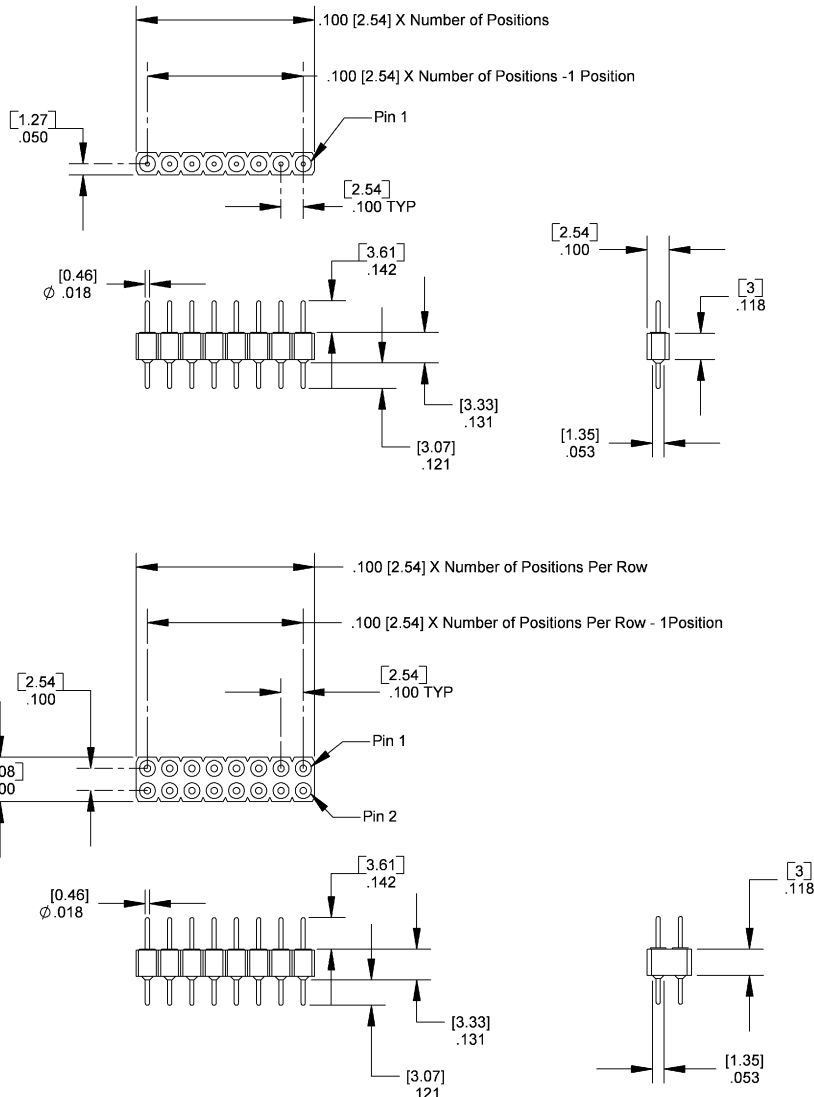 .100 [2.54] X Number of Positions
.100 [2.54] X Number of Positions -1 Position
Pin 1
[1.27]
.050
[2.54]
.100 TYP
[3.61]
.142
[0.46]
Ø .018
[2.54]
.100
[3]
.118
[3.33]
.131
[3.07]
.121
[1.35]
.053
.100 [2.54] X Number of Positions Per Row
.100 [2.54] X Number of Positions Per Row - 1Position
[2.54]
.100
[2.54]
.100 TYP
Pin 1
08]
00
Pin 2
[3.61]
.142
[0.46]
Ø.018
[3]
.118
[3.33]
.131
[3.07]
.121
[1.35]
.053